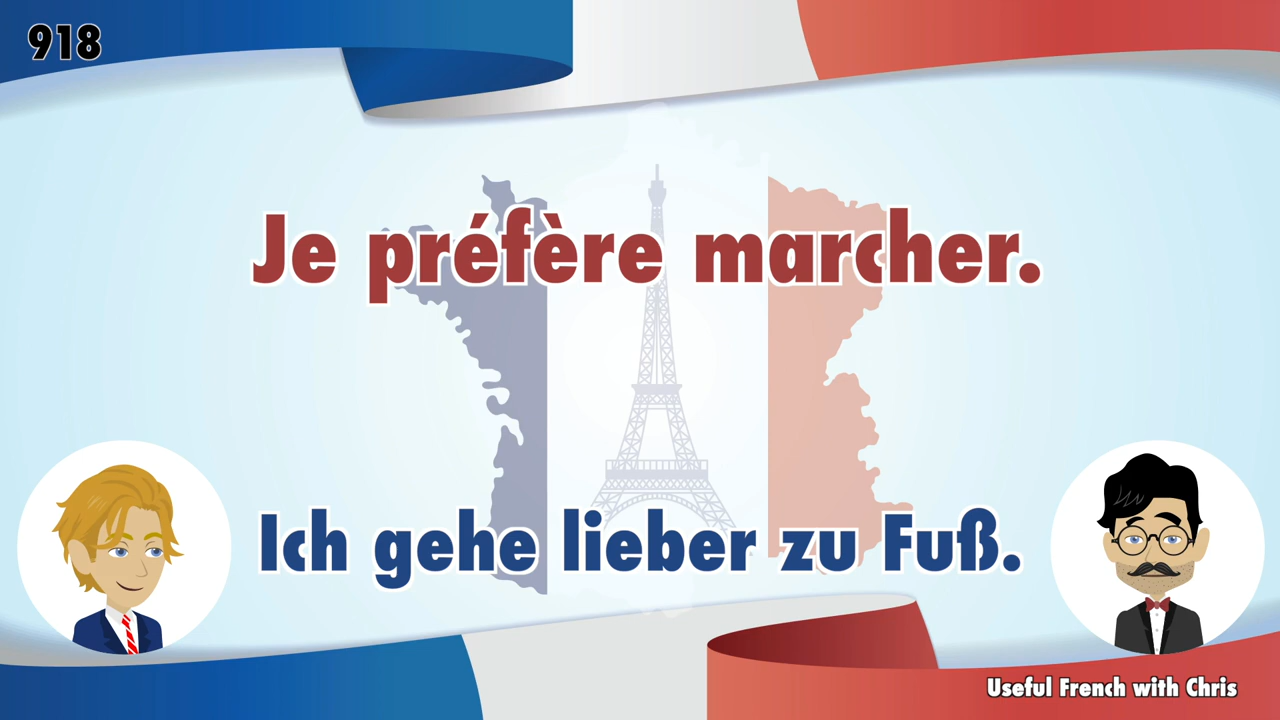 918
Je préfère marcher.
Ich gehe lieber zu Fuß.
Useful French with Chris